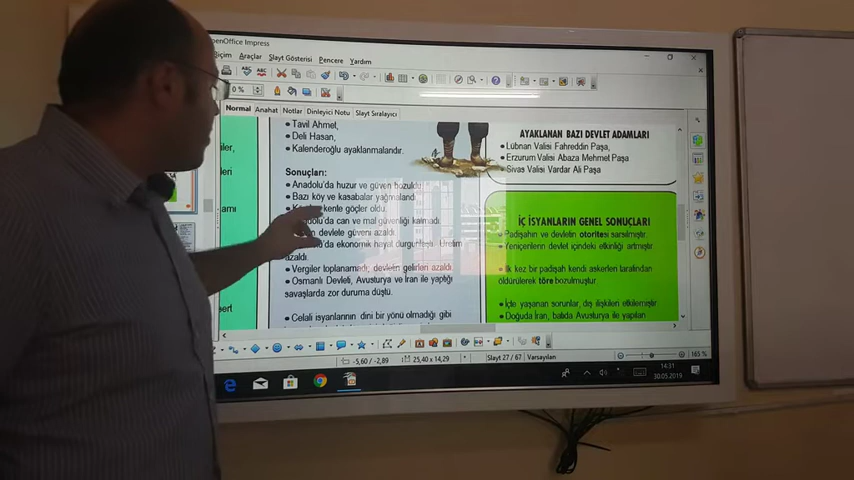 OpenOffice Impress
Biçim Araçlar Slayt Gösterisi Pencere Yardım
0 %
Normal Anahat Notlar Dinleyici Notu Slayt Sıralayıcı
Tavil Ahmet,
• Deli Hasan,
• Kalenderoğlu ayaklanmalarıdır.
Sonuçları:
• Anadolu'da huzur ve güven bozuldu.
• Bazı köy ve kasabalar yağmalandı.
kente göçler oldu.
can ve mal güvenliği kalmadı.
devlete güveni azaldı.
ekonomik hayat durgunlaştı. Üretim
azaldı.
• Vergiler toplanamadı; devletin gelirleri azaldı
• Osmanlı Devleti, Avusturya ve İran ile yaptığı
savaşlarda zor duruma düştü.
• Celali isyanlarının dini bir yönü olmadığı gibi
AYAKLANAN BAZI DEVLET ADAMLARI
• Lübnan Valisi Fahreddin Paşa,
• Erzurum Valisi Abaza Mehmet Paşa
• Sivas Valisi Vardar Ali Paşa
İÇ İSYANLARIN GENEL SONUÇLARI
• Padişahın ve devletin otoritesi sarsılmıştır.
• Yeniçerilerin devlet içindeki etkinliği artmıştır
• İlk kez bir padişah kendi askerleri tarafından
öldürülerek töre bozulmuştur.
• İçte yaşanan sorunlar, dış ilişkileri etkilemiştir.
• Doğuda İran, batıda Avusturya ile yapılan
-5,60 / -2,89 25,40 x 14,29 Slayt 27 / 67 Varsayılan 165 %
14:31
30.05.2019